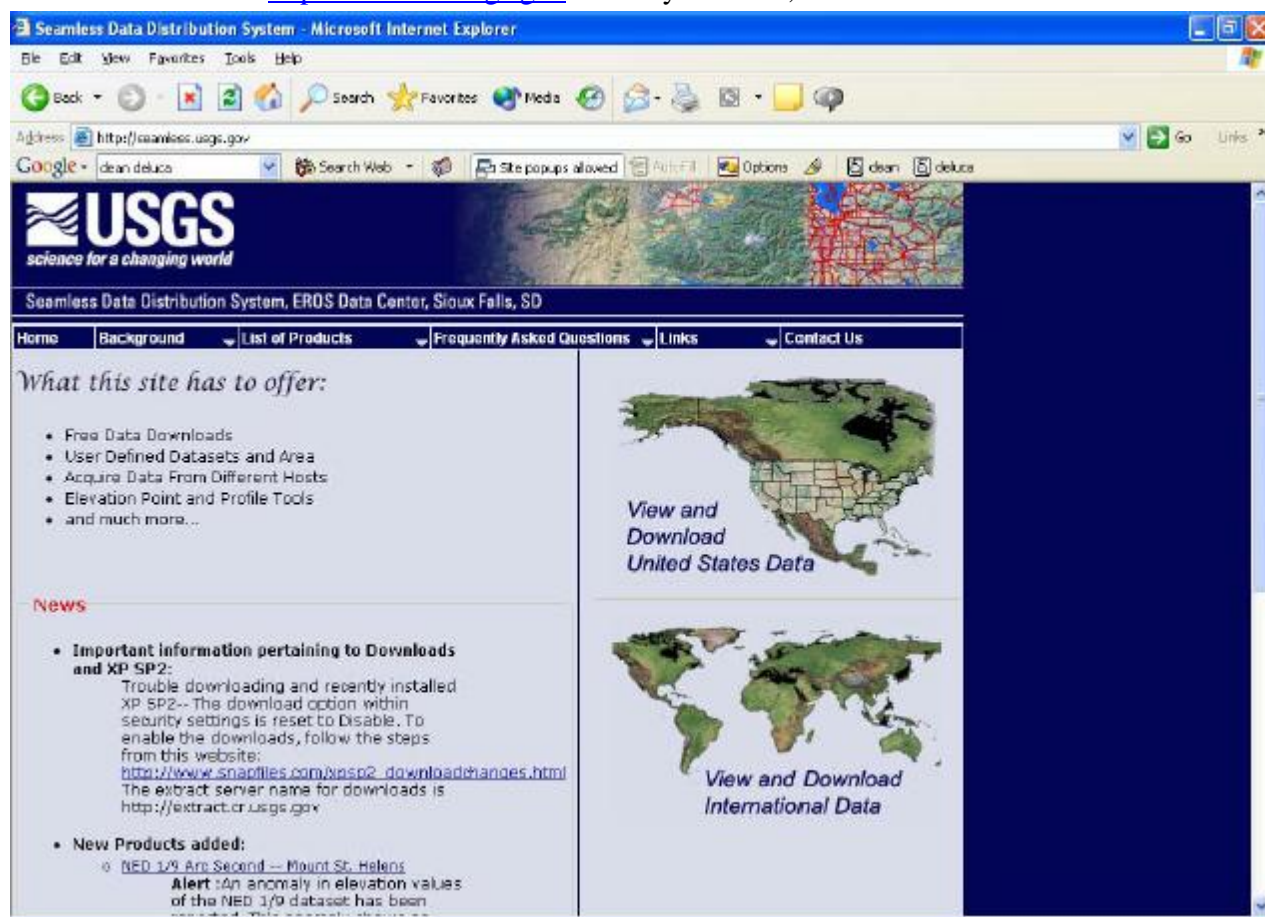 Seamless Data Distribution System - Microsoft Internet Explorer
File Edit View Favorites Tools Help
Back Search Favorites Media
Address http://seamless.usgs.gov Go Links
Google dean deluca Search Web Site popups allowed AutoFill Options dean deluca
USGS
science for a changing world
Seamless Data Distribution System, EROS Data Center, Sioux Falls, SD
Home Background List of Products Frequently Asked Questions Links Contact Us
What this site has to offer:
• Free Data Downloads
• User Defined Datasets and Area
• Acquire Data From Different Hosts
• Elevation Point and Profile Tools
• and much more...
View and
Download
United States Data
News
• Important information pertaining to Downloads
and XP SP2:
Trouble downloading and recently installed
XP SP2-- The download option within
security settings is reset to Disable. To
enable the downloads, follow the steps
from this website:
http://www.snapfiles.com/xpsp2_downloadchanges.html
The extract server name for downloads is
http://extract.cr.usgs.gov
View and Download
International Data
• New Products added:
NED 1/9 Arc Second -- Mount St. Helens
Alert :An anomaly in elevation values
of the NED 1/9 dataset has been